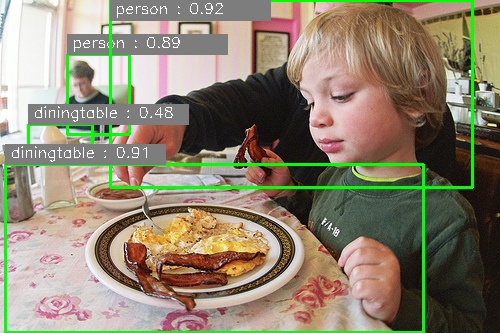 person : 0.92
person : 0.89
diningtable : 0.48
diningtable : 0.91